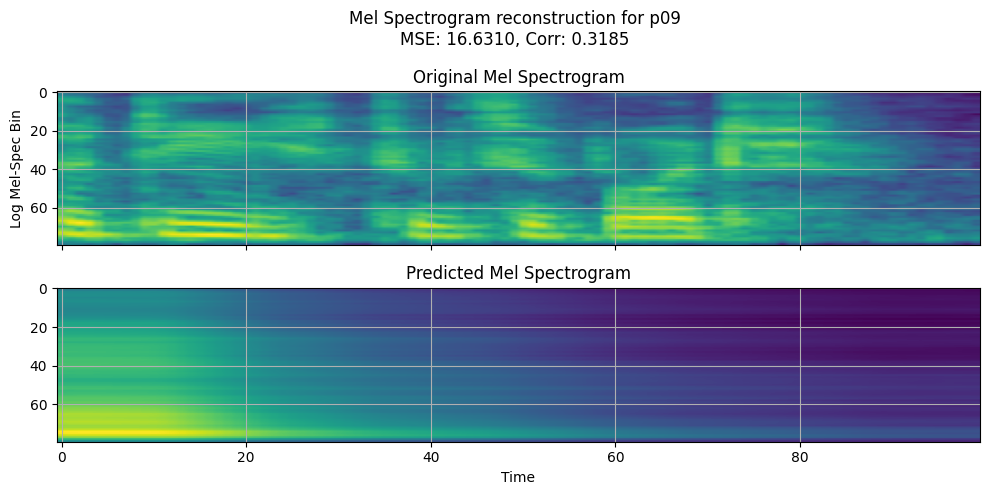 Mel Spectrogram reconstruction for p09
MSE: 16.6310, Corr: 0.3185
Original Mel Spectrogram
0
20
40
60
Log Mel-Spec Bin
Predicted Mel Spectrogram
0
20
40
60
0 20 40 60 80
Time